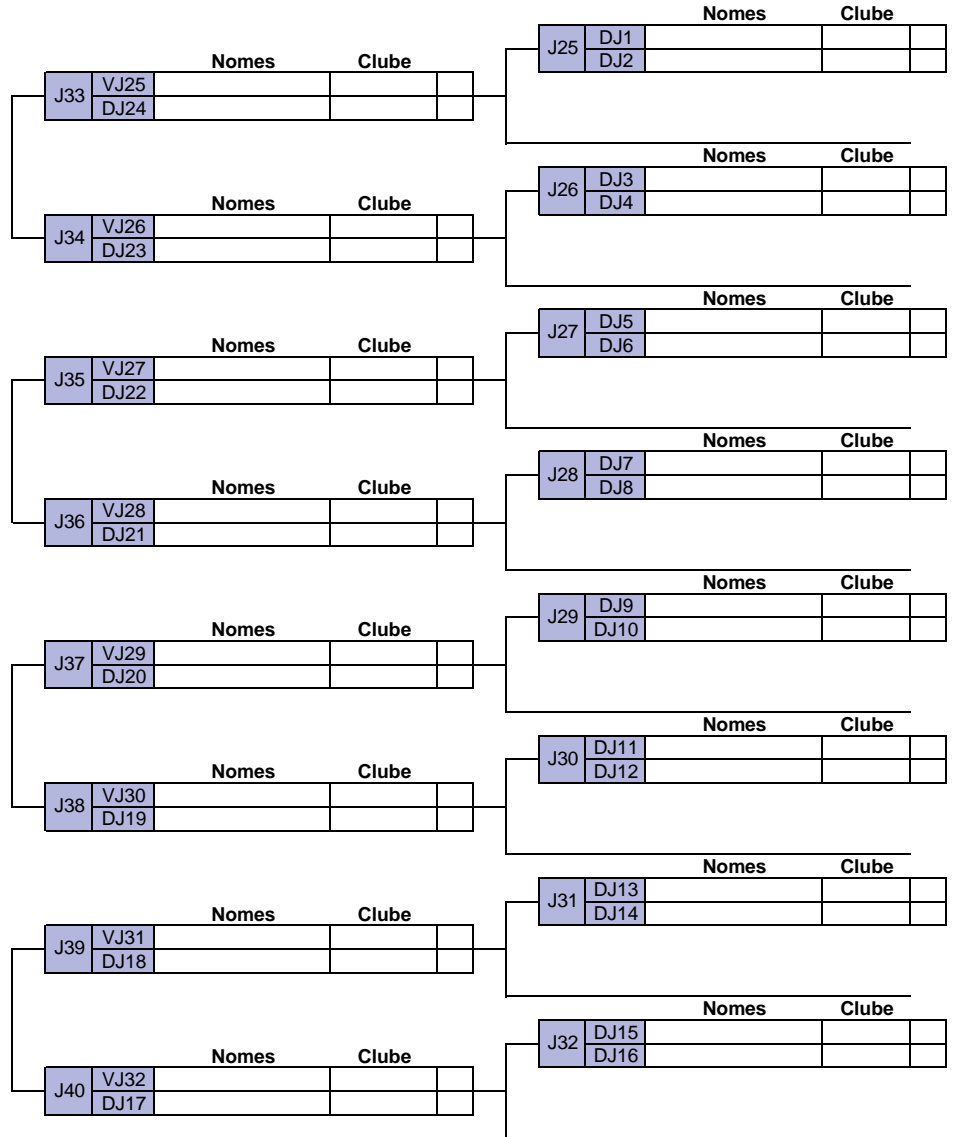 Nomes Clube
J25 DJ1
DJ2
Nomes Clube
J33 VJ25
DJ24
Nomes Clube
J26 DJ3
DJ4
Nomes Clube
J34 VJ26
DJ23
Nomes Clube
J27 DJ5
DJ6
Nomes Clube
J35 VJ27
DJ22
Nomes Clube
J28 DJ7
DJ8
Nomes Clube
J36 VJ28
DJ21
Nomes Clube
J29 DJ9
DJ10
Nomes Clube
J37 VJ29
DJ20
Nomes Clube
J30 DJ11
DJ12
Nomes Clube
J38 VJ30
DJ19
Nomes Clube
J31 DJ13
DJ14
Nomes Clube
J39 VJ31
DJ18
Nomes Clube
J32 DJ15
DJ16
Nomes Clube
J40 VJ32
DJ17